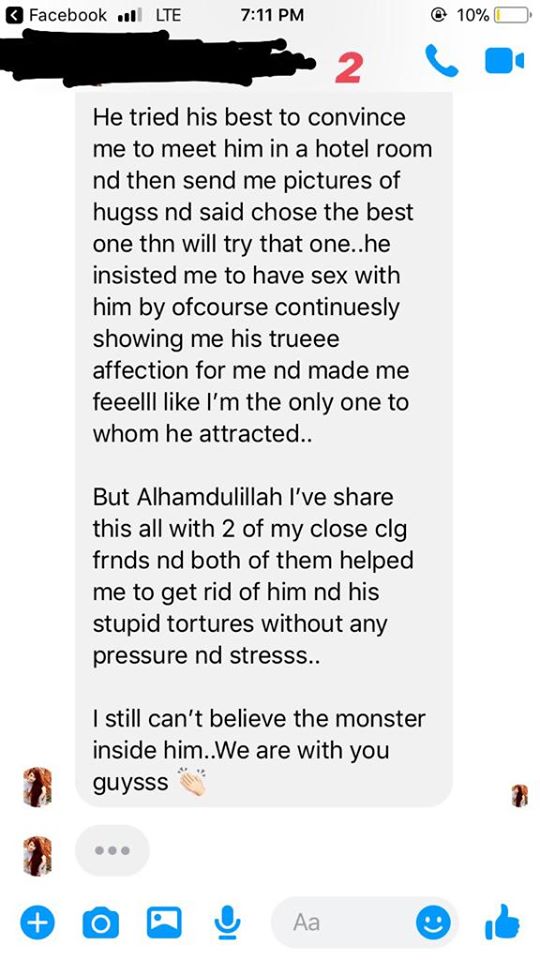 Facebook LTE 7:11 PM 10%
2
He tried his best to convince
me to meet him in a hotel room
nd then send me pictures of
hugss nd said chose the best
one thn will try that one..he
insisted me to have sex with
him by ofcourse continuesly
showing me his trueee
affection for me nd made me
feeelll like I’m the only one to
whom he attracted..
But Alhamdulillah I’ve share
this all with 2 of my close clg
frnds nd both of them helped
me to get rid of him nd his
stupid tortures without any
pressure nd stresss..
I still can’t believe the monster
inside him..We are with you
guysss 👏🏻
Aa